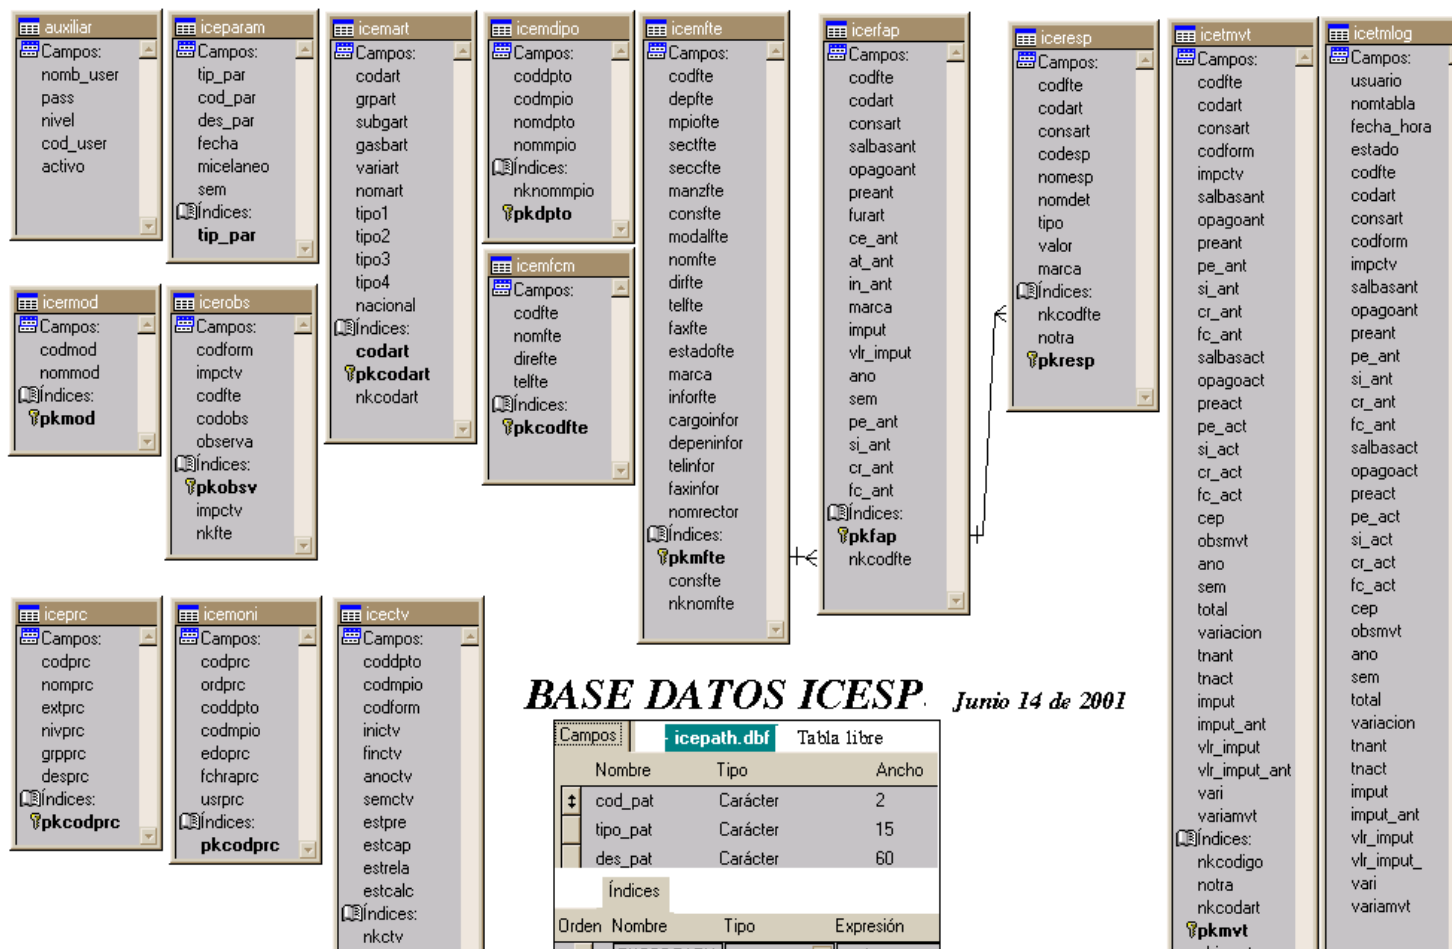 auxiliar
Campos:
nomb_user
pass
nivel
cod_user
activo
iceparam
Campos:
tip_par
cod_par
des_par
fecha
micelaneo
sem
Índices:
tip_par
icemart
Campos:
codart
grpart
subgart
gasbart
variart
nomart
tipo1
tipo2
tipo3
tipo4
nacional
Índices:
codart
pkcodart
nkcodart
icemdipo
Campos:
coddpto
codmpio
nomdpto
nommpio
Índices:
nknommpio
pkdpto
icemfcm
Campos:
codfte
nomfte
direfte
telfte
Índices:
pkcodfte
icemfte
Campos:
codfte
depfte
mpiofte
sectfte
seccfte
manzfte
consfte
modalfte
nomfte
dirfte
telfte
faxfte
estadofte
marca
inforfte
cargoinfor
depeninfor
telinfor
faxinfor
nomrector
Índices:
pkmfte
consfte
nknomfte
icerfap
Campos:
codfte
codart
consart
salbasant
opagoant
preant
furart
ce_ant
at_ant
in_ant
marca
imput
vlr_imput
ano
sem
pe_ant
si_ant
cr_ant
fc_ant
Índices:
pkfap
nkcodfte
iceresp
Campos:
codfte
codart
consart
codesp
nomesp
nomdet
tipo
valor
marca
Índices:
nkcodfte
notra
pkresp
icetmvt
Campos:
codfte
codart
consart
codform
impctv
salbasant
opagoant
preant
pe_ant
si_ant
cr_ant
fc_ant
salbasact
opagoact
preact
pe_act
si_act
cr_act
fc_act
cep
obsmvt
ano
sem
total
variacion
tnant
tnact
imput
imput_ant
vlr_imput
vlr_imput_ant
vari
variamvt
Índices:
nkcodigo
notra
nkcodart
pkmvt
icetmlog
Campos:
usuario
nomtabla
fecha_hora
estado
codfte
codart
consart
codform
impctv
salbasant
opagoant
preant
pe_ant
si_ant
cr_ant
fc_ant
salbasact
opagoact
preact
pe_act
si_act
cr_act
fc_act
cep
obsmvt
ano
sem
total
variacion
tnant
tnact
imput
imput_ant
vlr_imput
vlr_imput_
vari
variamvt
icermod
Campos:
codmod
nommod
Índices:
pkmod
icerobs
Campos:
codform
impctv
codfte
codobs
observa
Índices:
pkobsv
impctv
nkfte
iceprc
Campos:
codprc
nomprc
extprc
nivprc
grpprc
desprc
Índices:
pkcodprc
icemoni
Campos:
codprc
ordprc
coddpto
codmpio
edoprc
fchraprc
usrprc
Índices:
pkcodprc
icectv
Campos:
coddpto
codmpio
codform
inictv
finctv
anoctv
semctv
estpre
estcap
estrela
estcalc
Índices:
nkctv
BASE DATOS ICESP. Junio 14 de 2001
Campos - icepath.dbf Tabla libre
Nombre Tipo Ancho
cod_pat Carácter 2
tipo_pat Carácter 15
des_pat Carácter 60
Índices
Orden Nombre Tipo Expresión